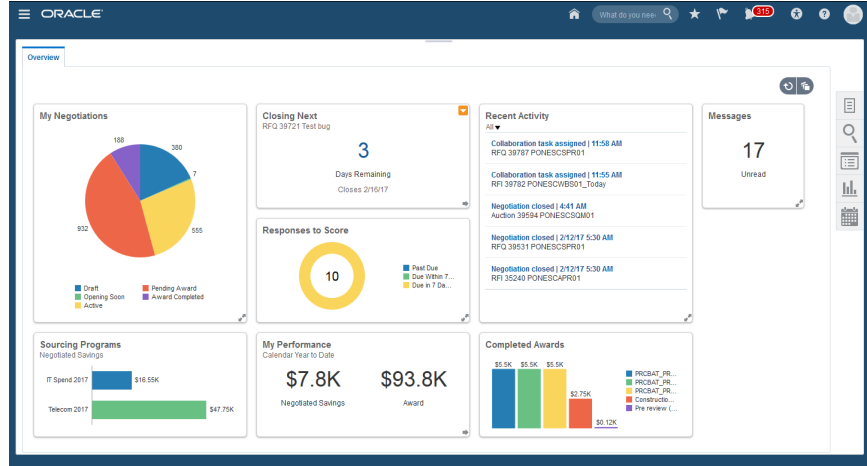 ORACLE
What do you nee
315
?
Overview
My Negotiations
188
380
7
932
555
Draft
Opening Soon
Active
Pending Award
Award Completed
Closing Next
RFQ 39721 Test bug
3
Days Remaining
Closes 2/16/17
Responses to Score
10
Past Due
Due Within 7...
Due in 7 Da...
Recent Activity
All
Collaboration task assigned | 11:58 AM
RFQ 39787 PONESCSPR01
Collaboration task assigned | 11:55 AM
RFI 39782 PONESCWBS01_Today
Negotiation closed | 4:41 AM
Auction 39594 PONESCSQM01
Negotiation closed | 2/12/17 5:30 AM
RFQ 39531 PONESCSPR01
Negotiation closed | 2/12/17 5:30 AM
RFI 35240 PONESCAPR01
Messages
17
Unread
Sourcing Programs
Negotiated Savings
IT Spend 2017
$16.55K
Telecom 2017
$47.75K
My Performance
Calendar Year to Date
$7.8K
Negotiated Savings
$93.8K
Award
Completed Awards
$5.5K $5.5K $5.5K
$2.75K
$0.12K
PRCBAT_PR...
PRCBAT_PR...
PRCBAT_PR...
Constructio...
Pre review (...